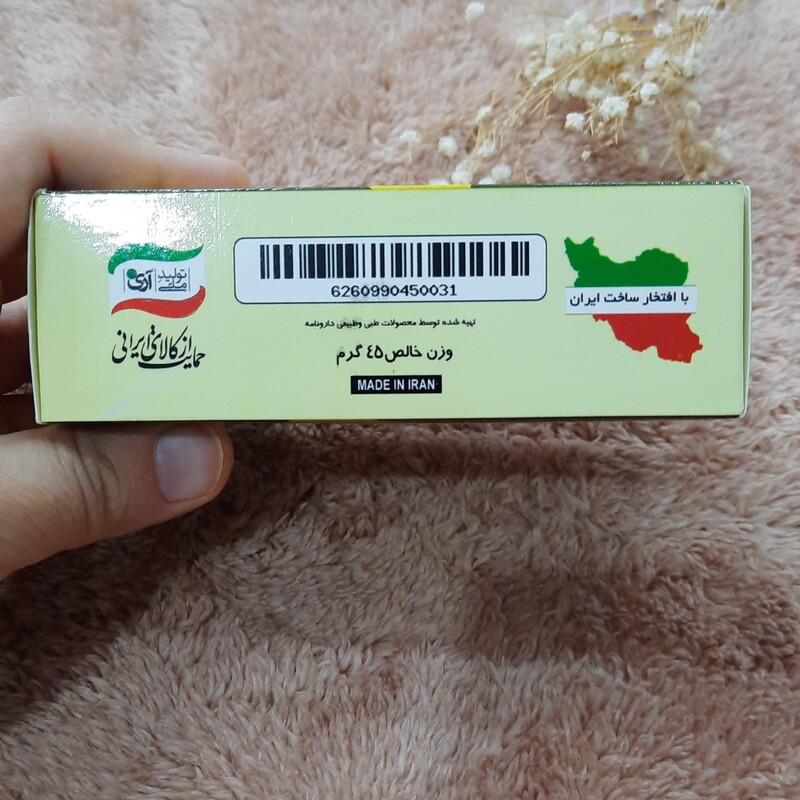 تولید
ملی
آری
حمایت از کالای ایرانی
6260990450031
تهیه شده توسط محصولات طبی وطبیعی دارونامه
وزن خالص ٤٥ گرم
MADE IN IRAN
با افتخار ساخت ایران